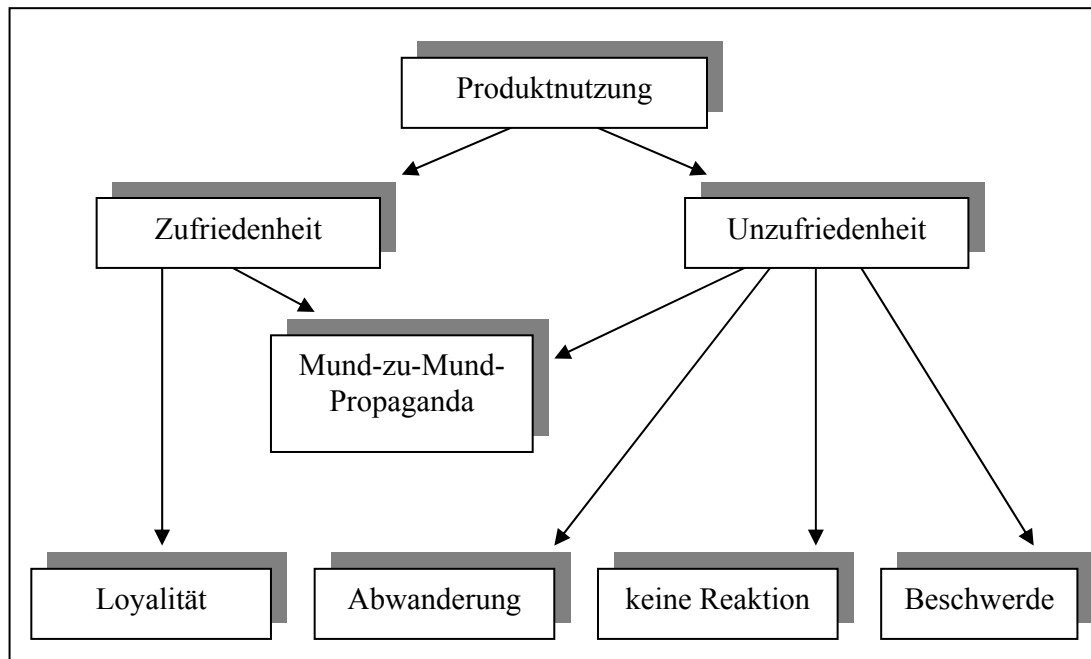 Produktnutzung
Zufriedenheit
Unzufriedenheit
Mund-zu-Mund-
Propaganda
Loyalität
Abwanderung
keine Reaktion
Beschwerde